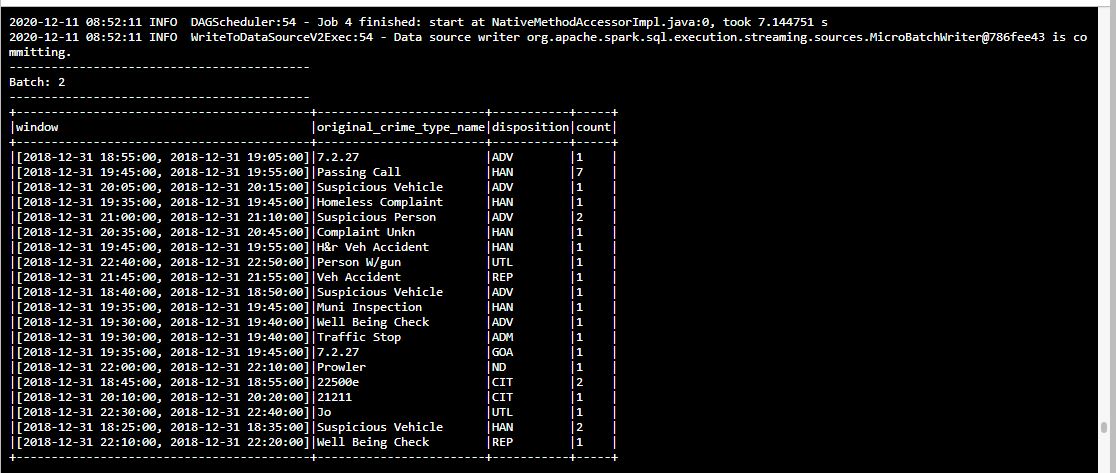 2020-12-11 08:52:11 INFO  DAGScheduler:54 - Job 4 finished: start at NativeMethodAccessorImpl.java:0, took 7.144751 s
2020-12-11 08:52:11 INFO  WriteToDataSourceV2Exec:54 - Data source writer org.apache.spark.sql.execution.streaming.sources.MicroBatchWriter@786fee43 is co
mmitting.
-------------------------------------------
Batch: 2
-------------------------------------------
+------------------------------------------+------------------------+-----------+-----+
|window                                    |original_crime_type_name|disposition|count|
+------------------------------------------+------------------------+-----------+-----+
|[2018-12-31 18:55:00, 2018-12-31 19:05:00]|7.2.27                  |ADV        |1    |
|[2018-12-31 19:45:00, 2018-12-31 19:55:00]|Passing Call            |HAN        |7    |
|[2018-12-31 20:05:00, 2018-12-31 20:15:00]|Suspicious Vehicle      |ADV        |1    |
|[2018-12-31 19:35:00, 2018-12-31 19:45:00]|Homeless Complaint      |HAN        |1    |
|[2018-12-31 21:00:00, 2018-12-31 21:10:00]|Suspicious Person       |ADV        |2    |
|[2018-12-31 20:35:00, 2018-12-31 20:45:00]|Complaint Unkn          |HAN        |1    |
|[2018-12-31 19:45:00, 2018-12-31 19:55:00]|H&r Veh Accident        |HAN        |1    |
|[2018-12-31 22:40:00, 2018-12-31 22:50:00]|Person W/gun            |UTL        |1    |
|[2018-12-31 21:45:00, 2018-12-31 21:55:00]|Veh Accident            |REP        |1    |
|[2018-12-31 18:40:00, 2018-12-31 18:50:00]|Suspicious Vehicle      |ADV        |1    |
|[2018-12-31 19:35:00, 2018-12-31 19:45:00]|Muni Inspection         |HAN        |1    |
|[2018-12-31 19:30:00, 2018-12-31 19:40:00]|Well Being Check        |ADV        |1    |
|[2018-12-31 19:30:00, 2018-12-31 19:40:00]|Traffic Stop            |ADM        |1    |
|[2018-12-31 19:35:00, 2018-12-31 19:45:00]|7.2.27                  |GOA        |1    |
|[2018-12-31 22:00:00, 2018-12-31 22:10:00]|Prowler                 |ND         |1    |
|[2018-12-31 18:45:00, 2018-12-31 18:55:00]|22500e                  |CIT        |2    |
|[2018-12-31 20:10:00, 2018-12-31 20:20:00]|21211                   |CIT        |1    |
|[2018-12-31 22:30:00, 2018-12-31 22:40:00]|Jo                      |UTL        |1    |
|[2018-12-31 18:25:00, 2018-12-31 18:35:00]|Suspicious Vehicle      |HAN        |2    |
|[2018-12-31 22:10:00, 2018-12-31 22:20:00]|Well Being Check        |REP        |1    |
+------------------------------------------+------------------------+-----------+-----+